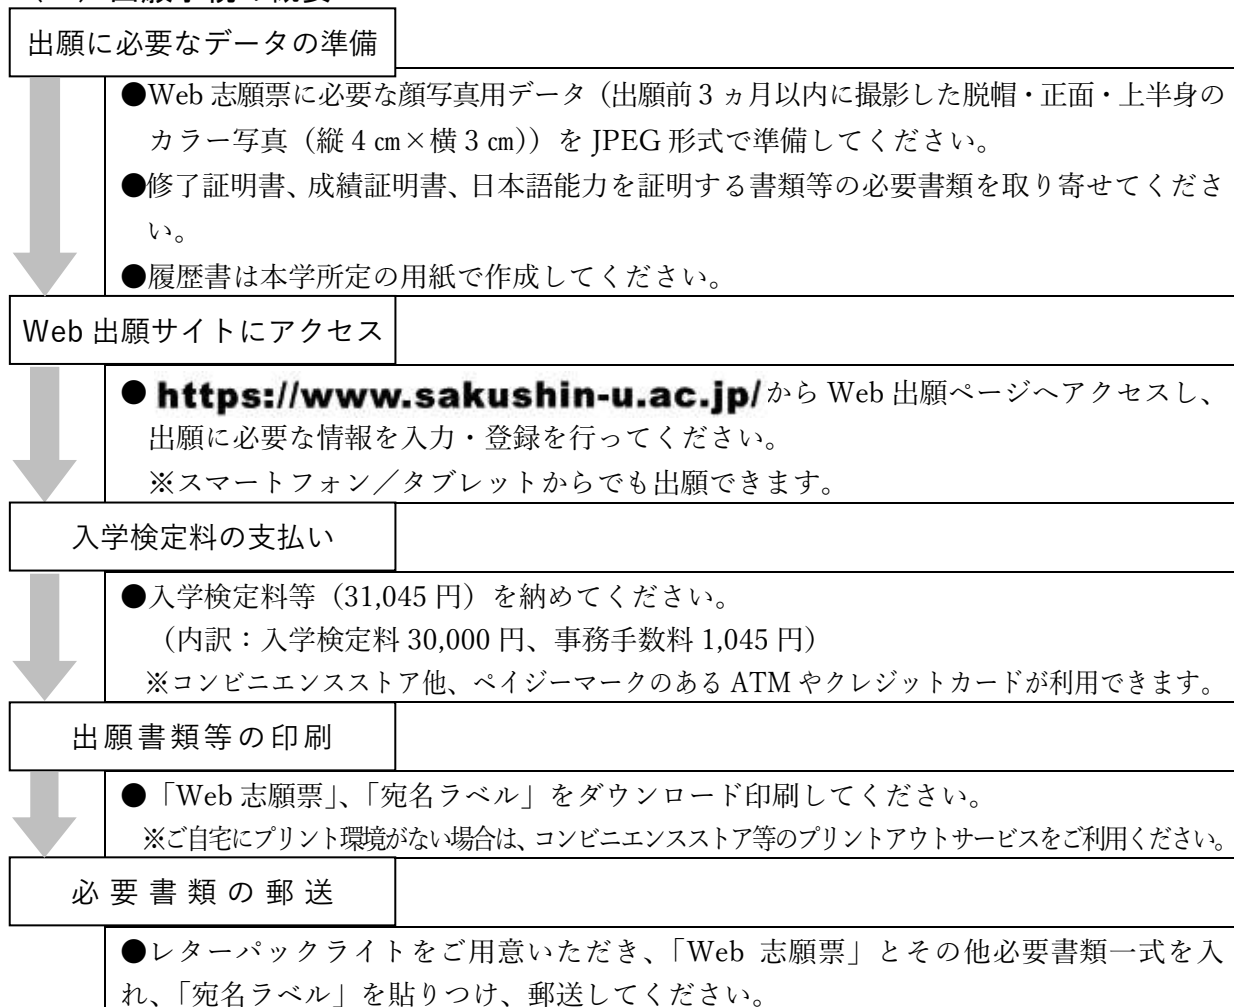 出願に必要なデータの準備
●Web 志願票に必要な顔写真用データ（出願前３ヵ月以内に撮影した脱帽・正面・上半身の
カラー写真（縦４㎝×横３㎝））を JPEG 形式で準備してください。
●修了証明書、成績証明書、日本語能力を証明する書類等の必要書類を取り寄せてくださ
い。
●履歴書は本学所定の用紙で作成してください。
Web 出願サイトにアクセス
● https://www.sakushin-u.ac.jp/から Web 出願ページへアクセスし、
出願に必要な情報を入力・登録を行ってください。
※スマートフォン／タブレットからでも出願できます。
入学検定料の支払い
●入学検定料等（31,045 円）を納めてください。
（内訳：入学検定料 30,000 円、事務手数料 1,045 円）
※コンビニエンスストア他、ペイジーマークのある ATM やクレジットカードが利用できます。
出願書類等の印刷
●「Web 志願票」、「宛名ラベル」をダウンロード印刷してください。
※ご自宅にプリント環境がない場合は、コンビニエンスストア等のプリントアウトサービスをご利用ください。
必要書類の郵送
●レターパックライトをご用意いただき、「Web 志願票」とその他必要書類一式を入
れ、「宛名ラベル」を貼りつけ、郵送してください。